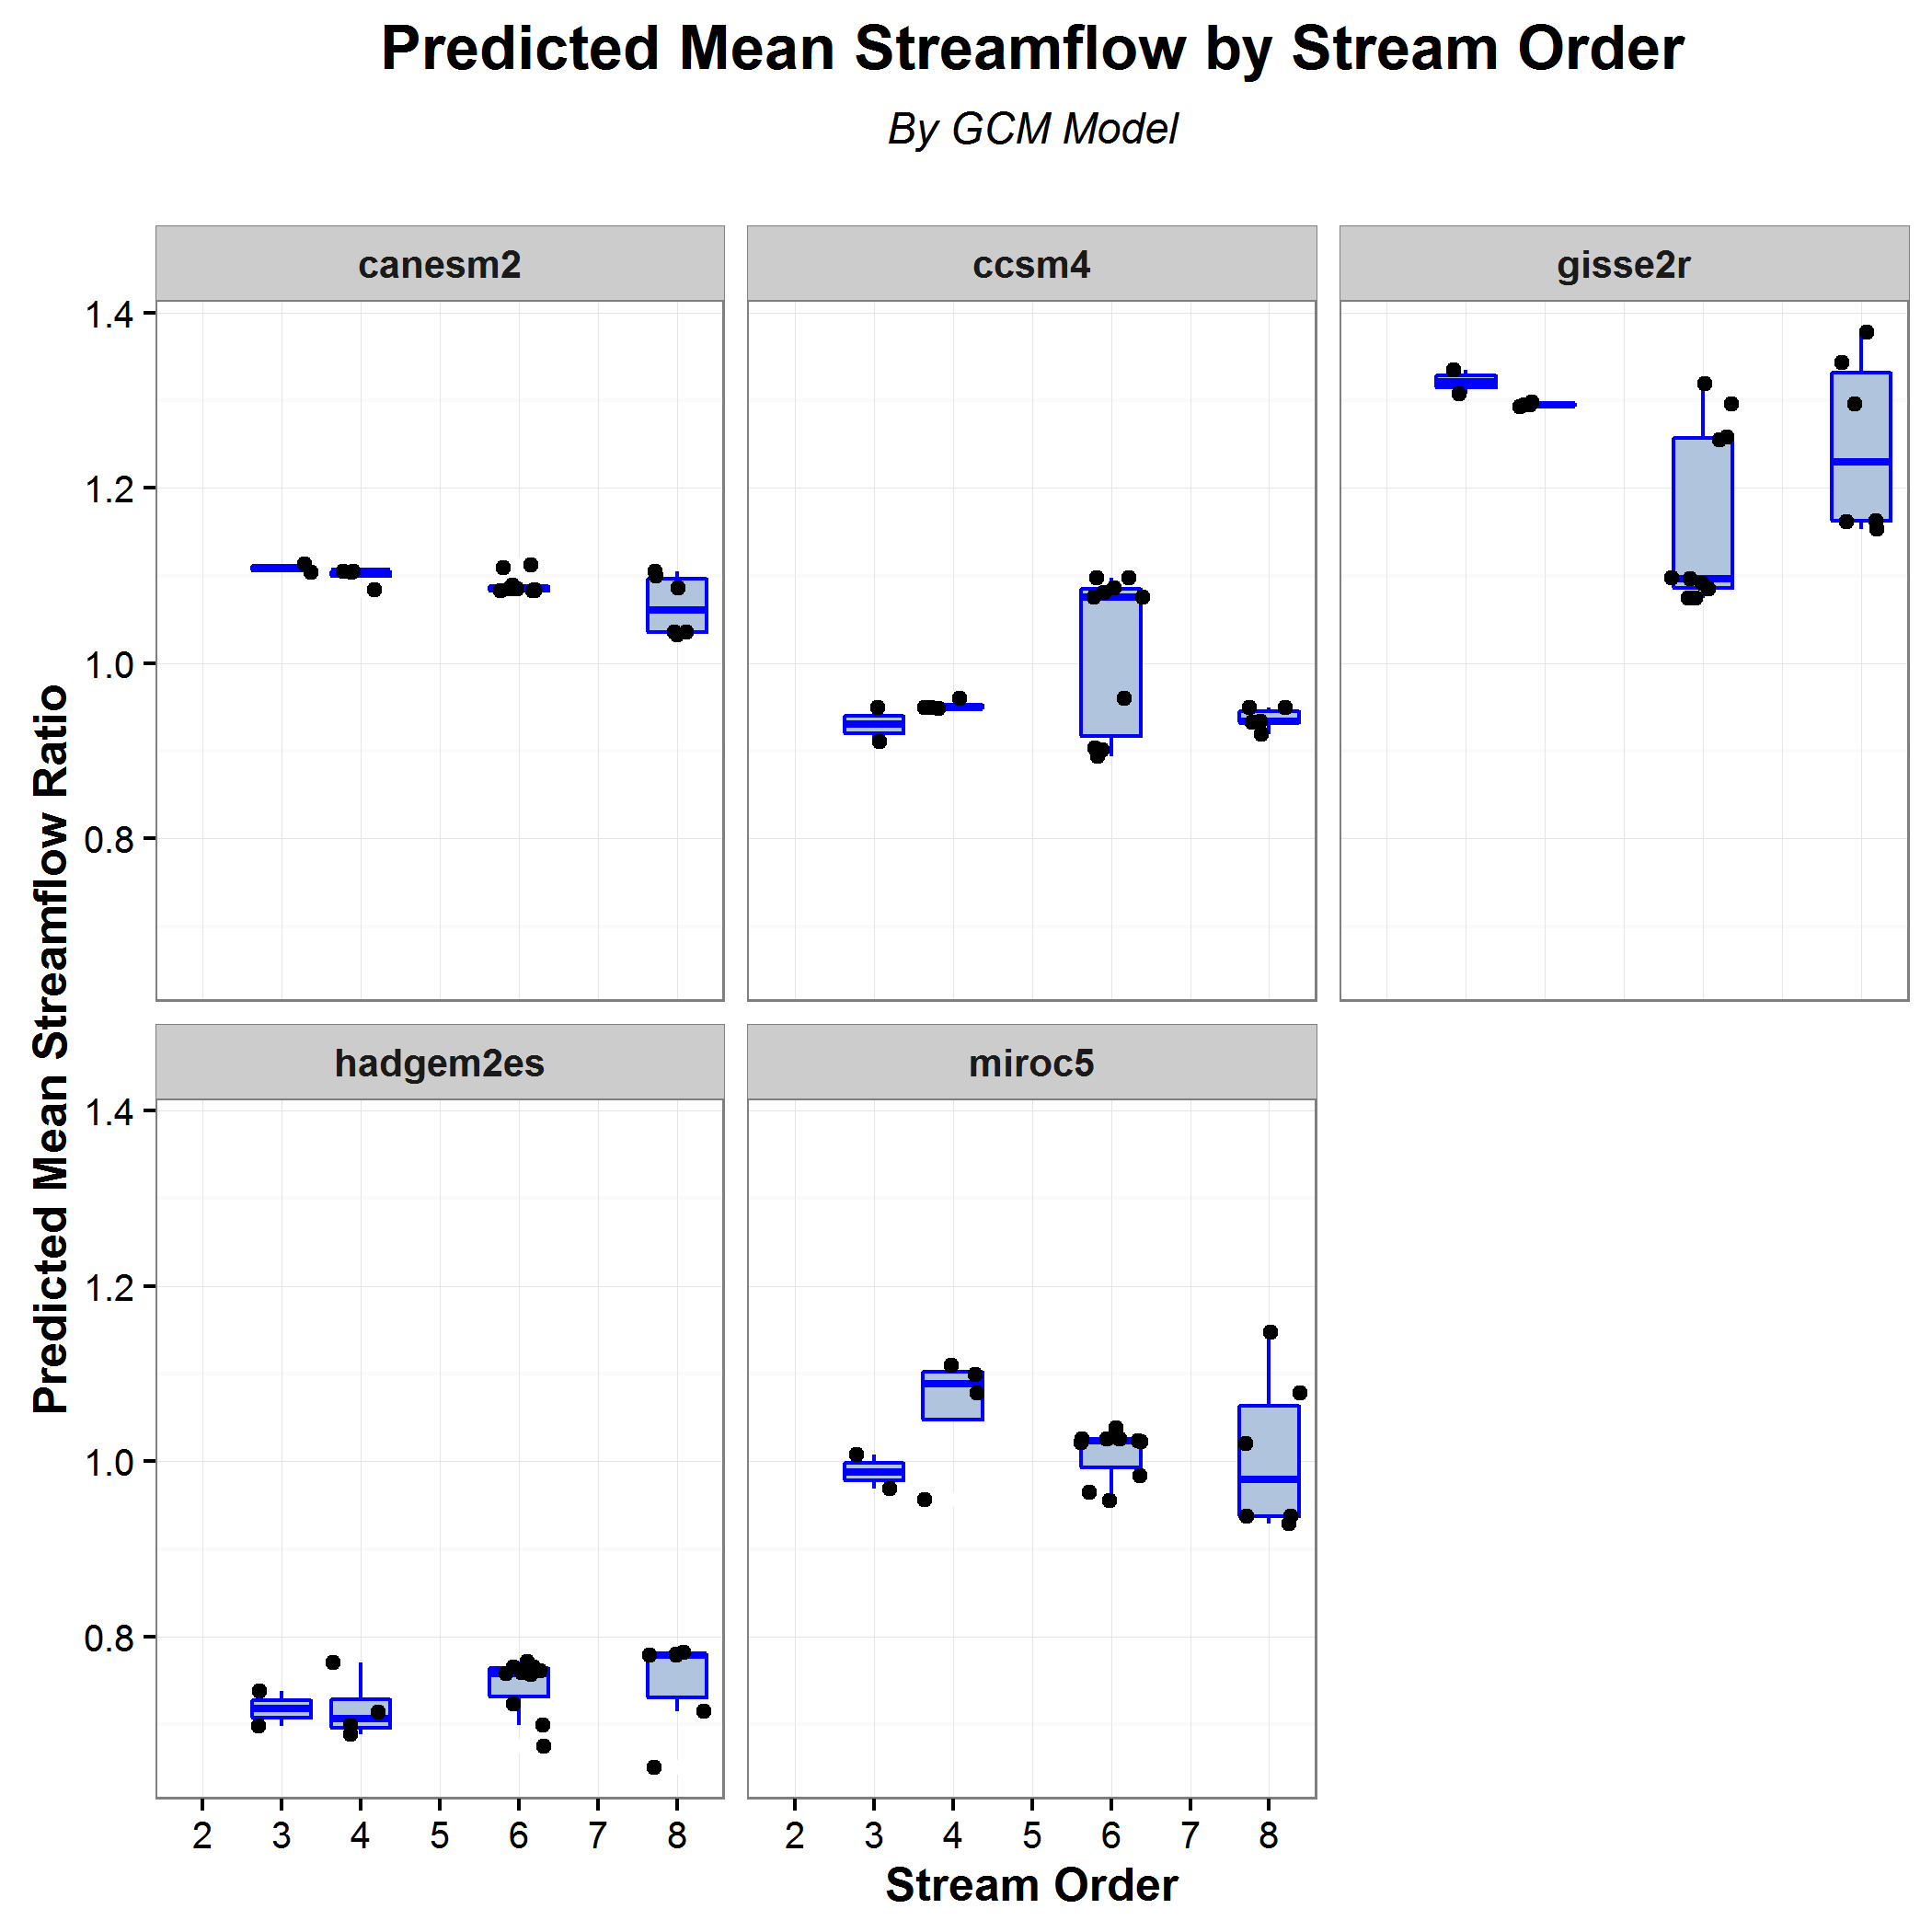 Predicted Mean Streamflow by Stream Order
By GCM Model
canesm2
ccsm4
gisse2r
1.4
1.2
1.0
0.8
Predicted Mean Streamflow Ratio
hadgem2es
miroc5
1.4
1.2
1.0
0.8
2 3 4 5 6 7 8
2 3 4 5 6 7 8
Stream Order